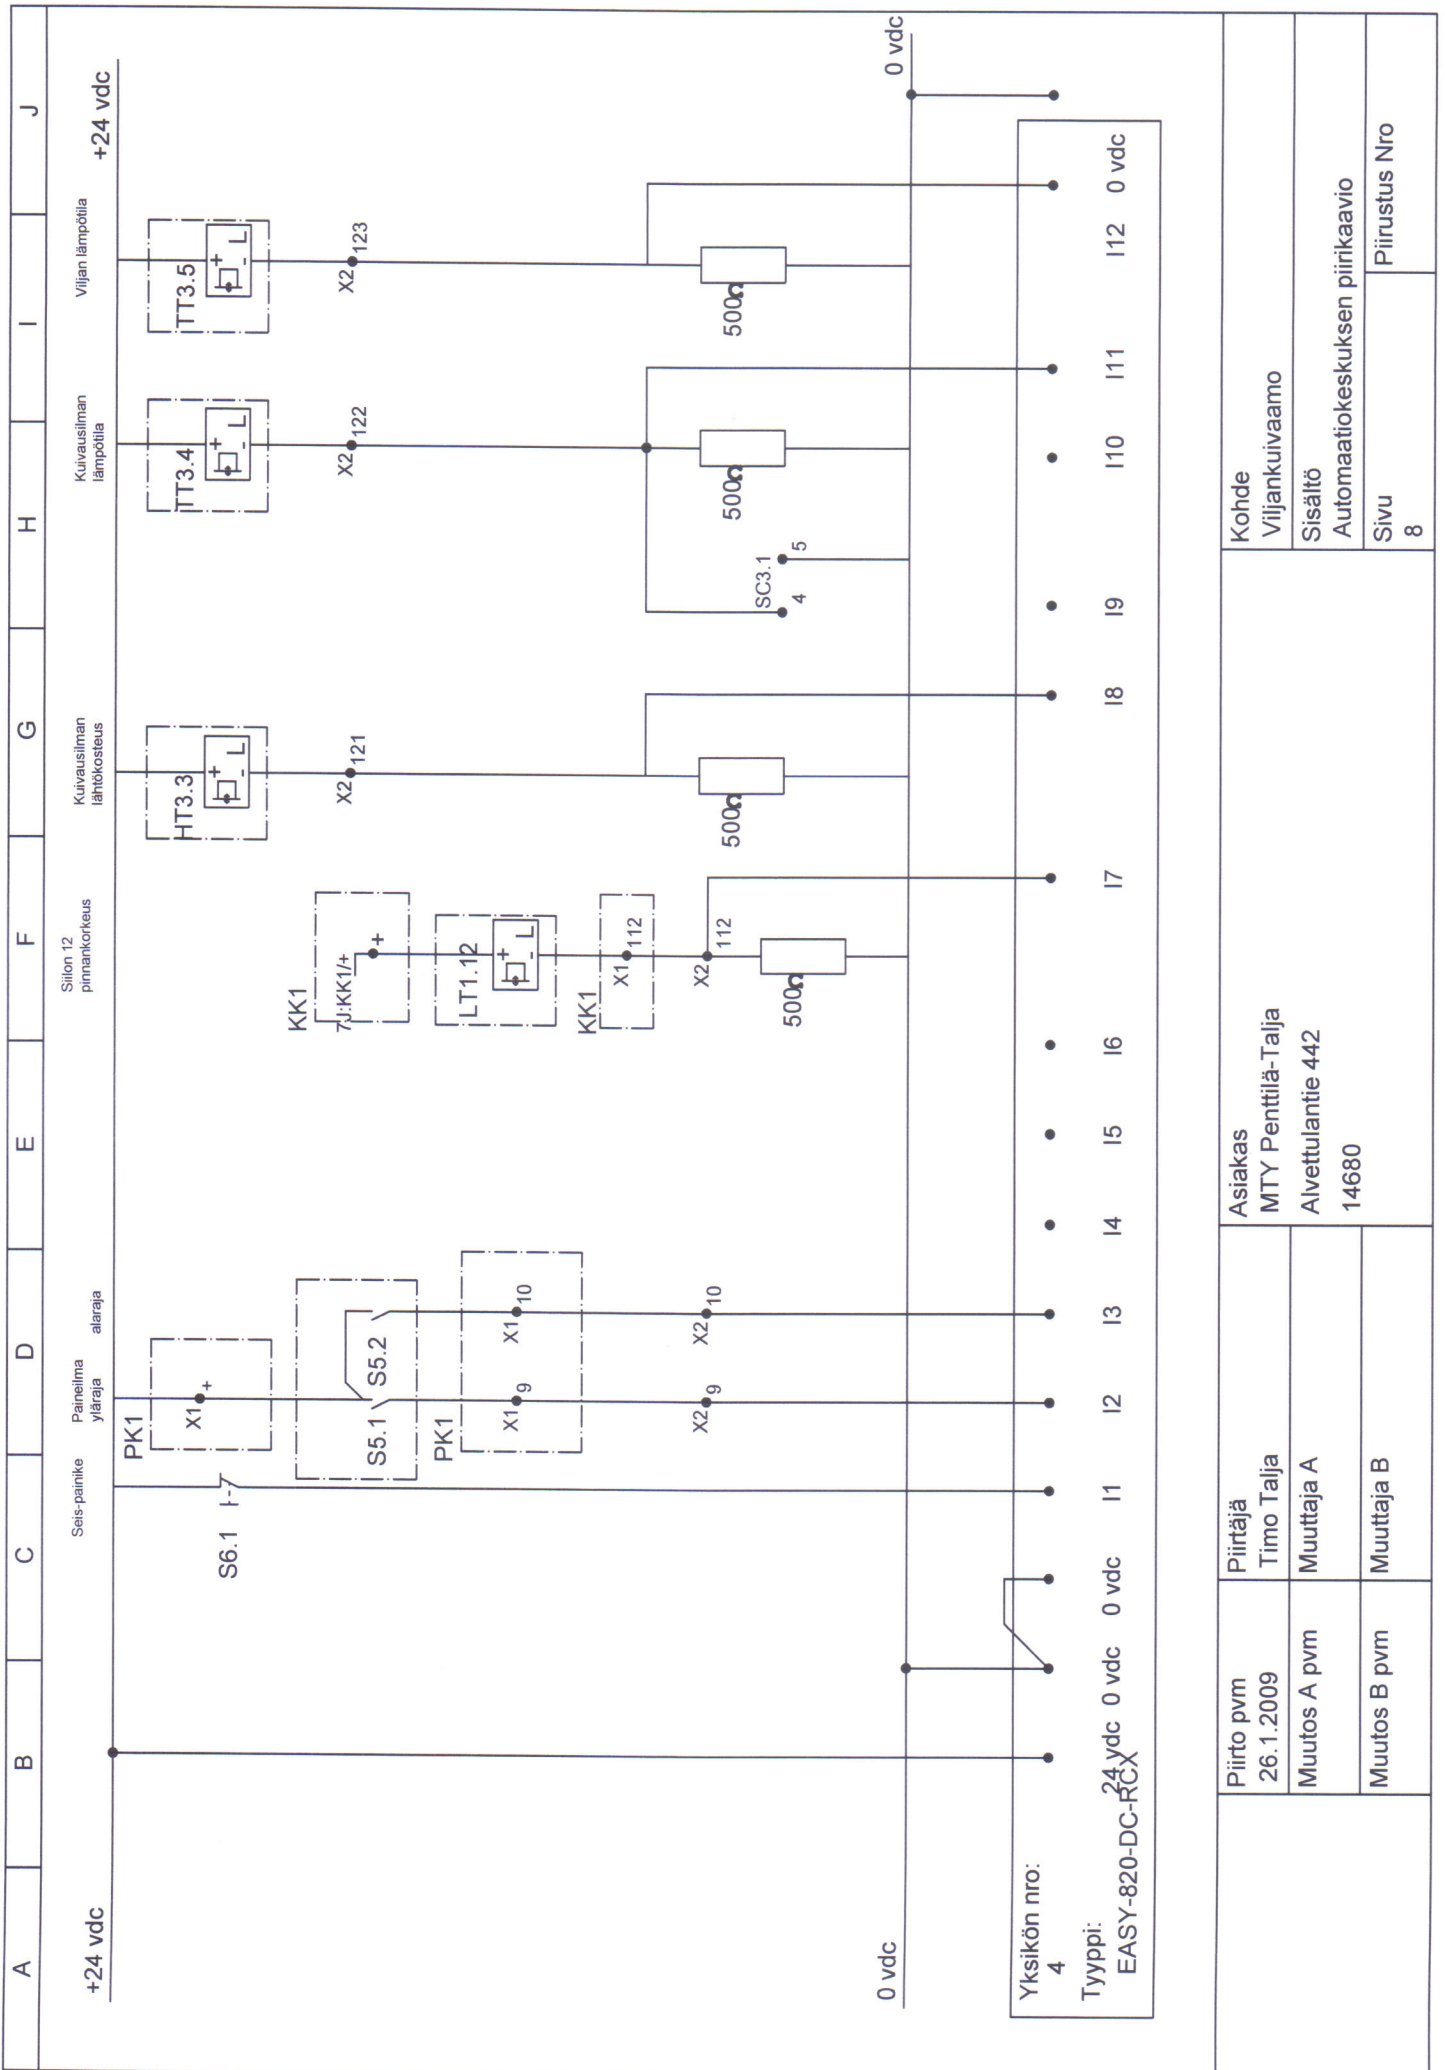 A B C D E F G H I J
+24 vdc
+24 vdc
Seis-painike
Paineilma
yläraja
alaraja
Siilon 12
pinnankorkeus
Kuivausilman
lähtökosteus
Kuivausilman
lämpötila
Viljan lämpötila
S6.1
PK1
X1 +
S5.1
S5.2
PK1
X1 9
X1 10
X2 9
X2 10
KK1
7J:KK1/+
+
LT1.12
+
- L
KK1
X1 112
X2 112
500Ω
HT3.3
+
- L
X2 121
500Ω
TT3.4
+
- L
X2 122
SC3.1
4 5
500Ω
TT3.5
+
- L
X2 123
500Ω
0 vdc
0 vdc
Yksikön nro:
4
Tyyppi:
EASY-820-DC-RCX
24 vdc 0 vdc 0 vdc I1 I2 I3 I4 I5 I6 I7 I8 I9 I10 I11 I12 0 vdc
Piirto pvm
26.1.2009
Muutos A pvm
Muutos B pvm
Piirtäjä
Timo Talja
Muuttaja A
Muuttaja B
Asiakas
MTY Penttilä-Talja
Alvettulantie 442
14680
Kohde
Viljankuivaamo
Sisältö
Automaatiokeskuksen piirikaavio
Sivu
8
Piirustus Nro